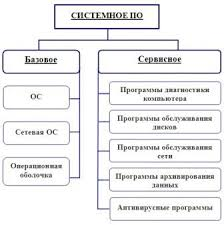 СИСТЕМНОЕ ПО
Базовое
ОС
Сетевая ОС
Операционная
оболочка
Сервисное
Программы диагностики
компьютера
Программы обслуживания
дисков
Программы обслуживания
сети
Программы архивирования
данных
Антивирусные программы